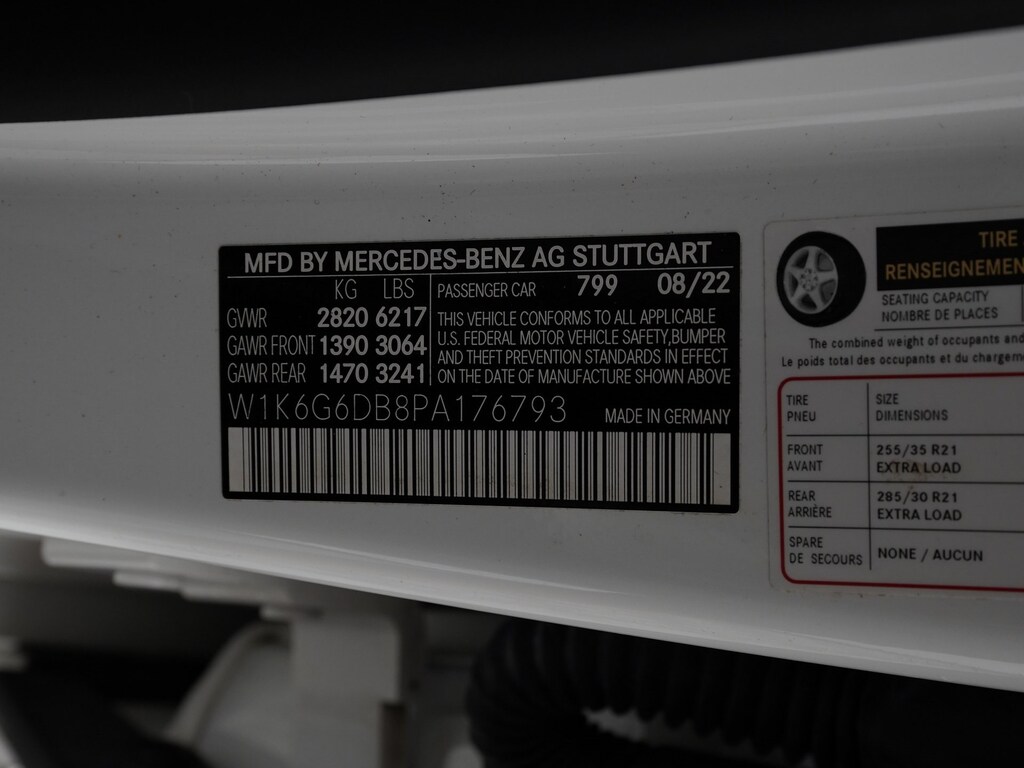 MFD BY MERCEDES-BENZ AG STUTTGART
KG LBS
GVWR 2820 6217
GAWR FRONT 1390 3064
GAWR REAR 1470 3241
PASSENGER CAR 799 08/22
THIS VEHICLE CONFORMS TO ALL APPLICABLE
U.S. FEDERAL MOTOR VEHICLE SAFETY,BUMPER
AND THEFT PREVENTION STANDARDS IN EFFECT
ON THE DATE OF MANUFACTURE SHOWN ABOVE
W1K6G6DB8PA176793
MADE IN GERMANY
TIRE
RENSEIGNEMEN
SEATING CAPACITY
NOMBRE DE PLACES
The combined weight of occupants and
Le poids total des occupants et du chargem
TIRE SIZE
PNEU DIMENSIONS
FRONT 255/35 R21
AVANT EXTRA LOAD
REAR 285/30 R21
ARRIÈRE EXTRA LOAD
SPARE
DE SECOURS NONE / AUCUN